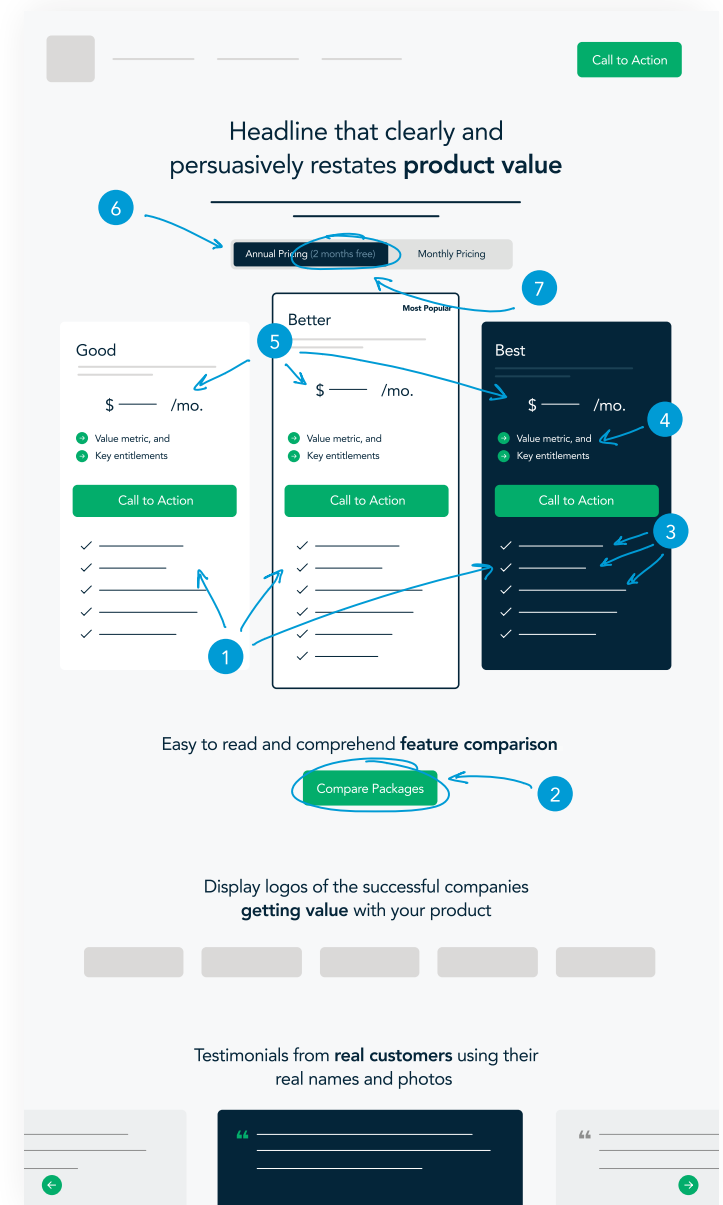 Call to Action
Headline that clearly and
persuasively restates product value
6
Annual Pricing (2 months free)
Monthly Pricing
7
Most Popular
Better
5
Good
Best
$ /mo.
$ /mo.
$ /mo.
4
Value metric, and
Key entitlements
Value metric, and
Key entitlements
Value metric, and
Key entitlements
Call to Action
Call to Action
Call to Action
3
1
Easy to read and comprehend feature comparison
Compare Packages
2
Display logos of the successful companies
getting value with your product
Testimonials from real customers using their
real names and photos